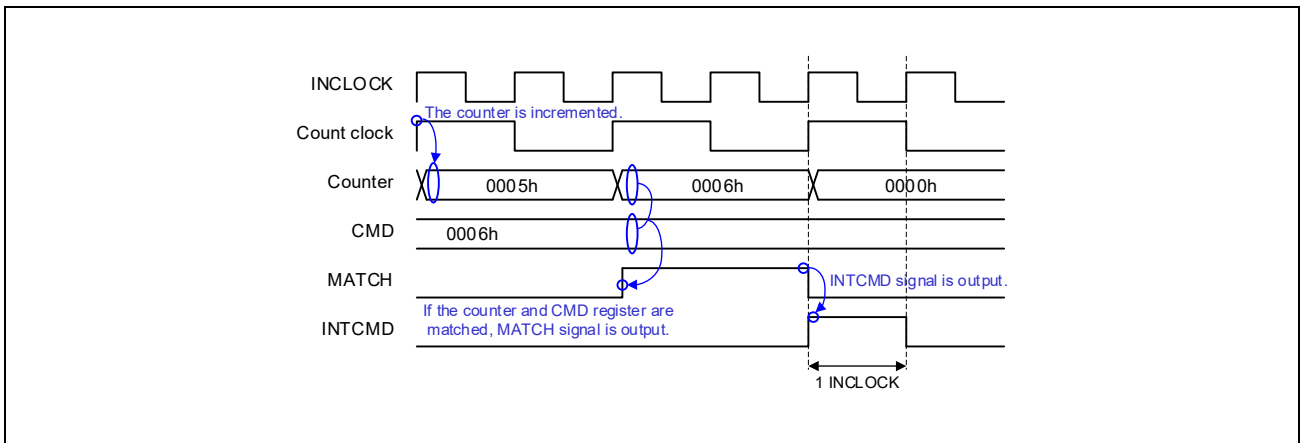 INCLOCK
The counter is incremented.
Count clock
Counter
0005h
0006h
0000h
CMD
0006h
MATCH
INTCMD signal is output.
If the counter and CMD register are
matched, MATCH signal is output.
INTCMD
1 INCLOCK